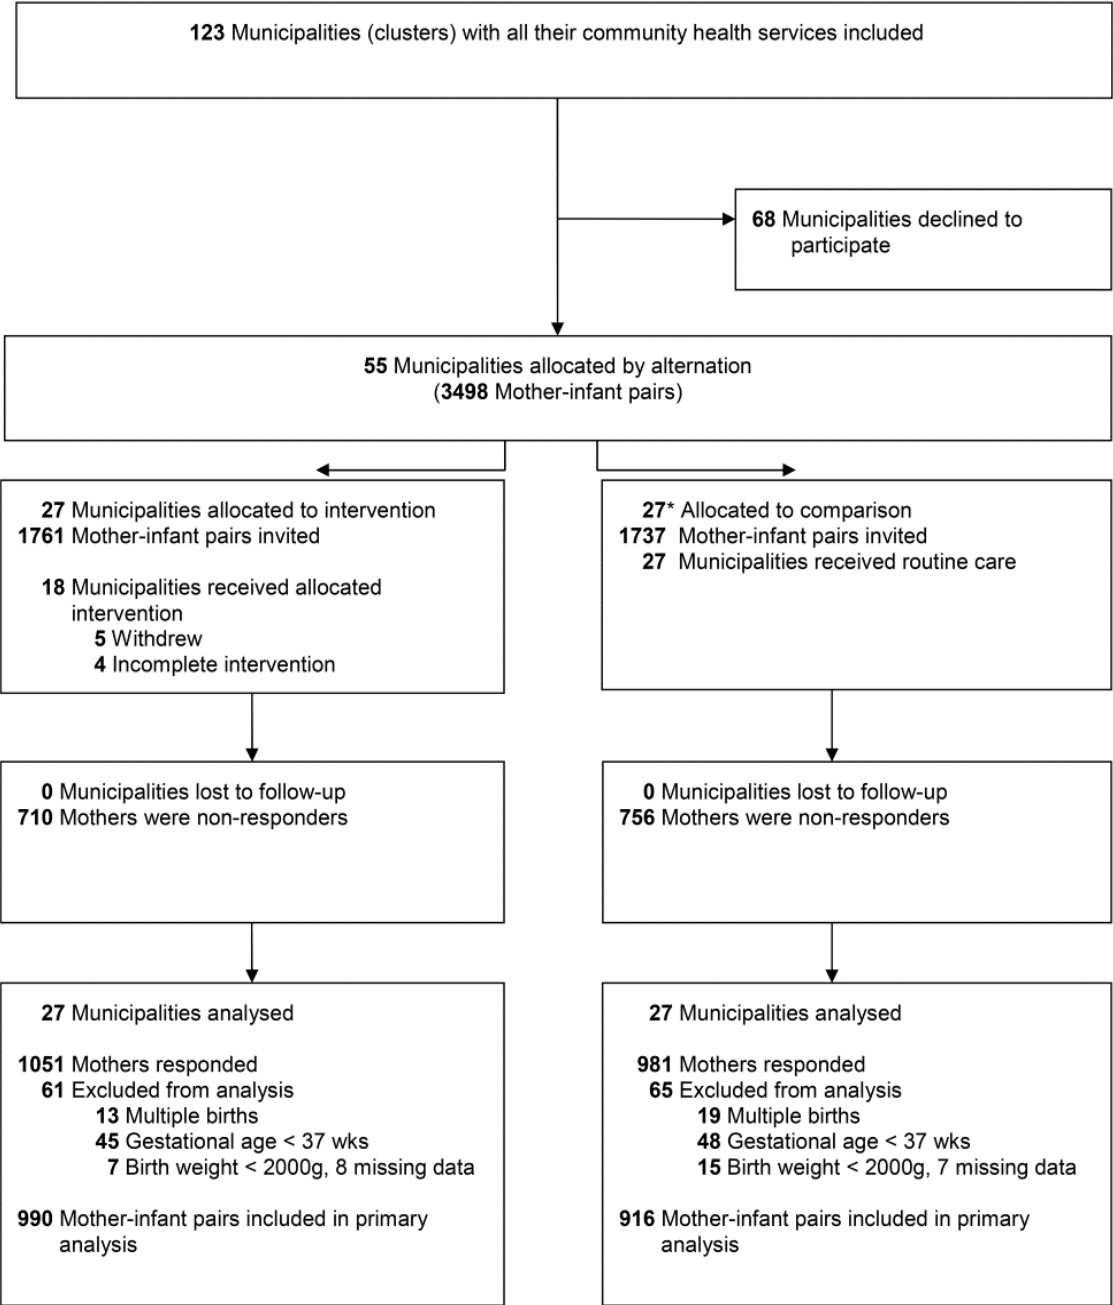 123 Municipalities (clusters) with all their community health services included
68 Municipalities declined to
participate
55 Municipalities allocated by alternation
(3498 Mother-infant pairs)
27 Municipalities allocated to intervention
1761 Mother-infant pairs invited
18 Municipalities received allocated
intervention
5 Withdrew
4 Incomplete intervention
27* Allocated to comparison
1737 Mother-infant pairs invited
27 Municipalities received routine care
0 Municipalities lost to follow-up
710 Mothers were non-responders
0 Municipalities lost to follow-up
756 Mothers were non-responders
27 Municipalities analysed
1051 Mothers responded
61 Excluded from analysis
13 Multiple births
45 Gestational age < 37 wks
7 Birth weight < 2000g, 8 missing data
990 Mother-infant pairs included in primary
analysis
27 Municipalities analysed
981 Mothers responded
65 Excluded from analysis
19 Multiple births
48 Gestational age < 37 wks
15 Birth weight < 2000g, 7 missing data
916 Mother-infant pairs included in primary
analysis